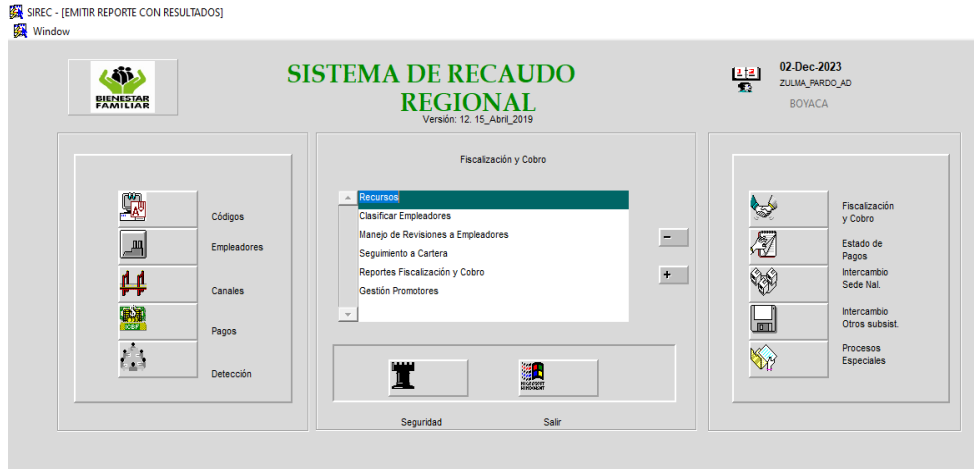 SIREC - [EMITIR REPORTE CON RESULTADOS]
Window
BIENESTAR
FAMILIAR
SISTEMA DE RECAUDO
REGIONAL
Versión: 12. 15_Abril_2019
02-Dec-2023
ZULMA_PARDO_AD
BOYACA
Códigos
Empleadores
Canales
ICBF
Pagos
Detección
Fiscalización y Cobro
Recursos
Clasificar Empleadores
Manejo de Revisiones a Empleadores
Seguimiento a Cartera
Reportes Fiscalización y Cobro
Gestión Promotores
-
+
Seguridad
Salir
Fiscalización
y Cobro
Estado de
Pagos
Intercambio
Sede Nal.
Intercambio
Otros subsist.
Procesos
Especiales